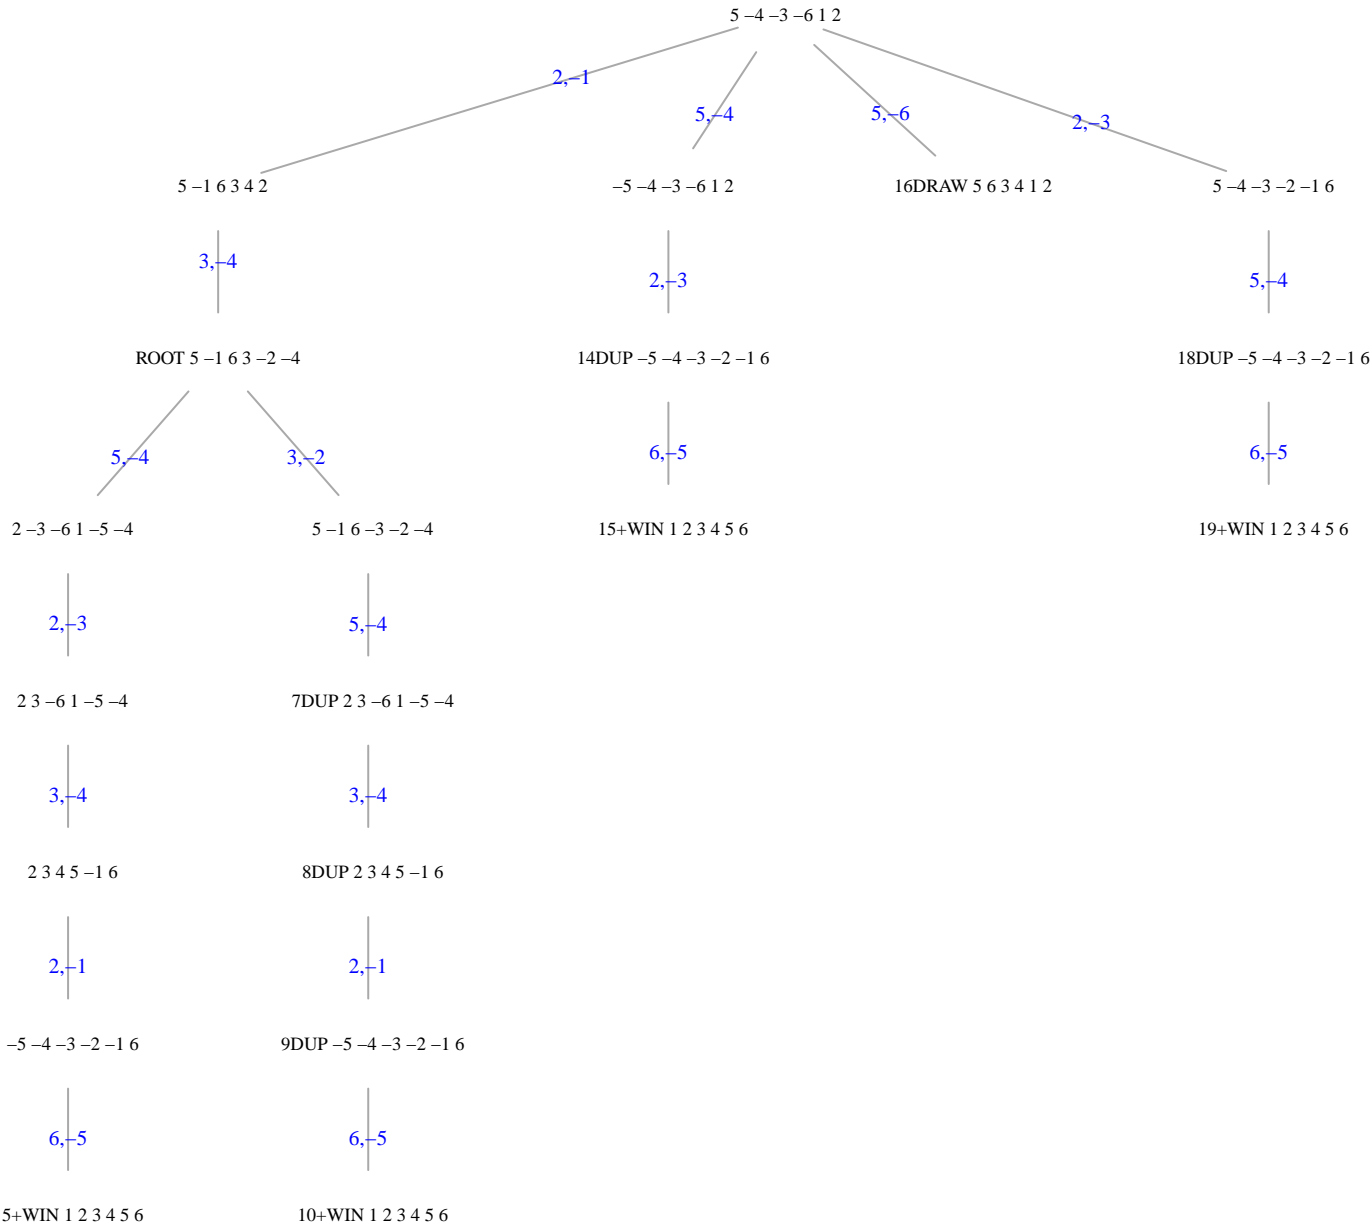 5 –4 –3 –6 1 2
2,–1
5,–4
5,–6
2,–3
5 –1 6 3 4 2
–5 –4 –3 –6 1 2
16DRAW 5 6 3 4 1 2
5 –4 –3 –2 –1 6
3,–4
2,–3
5,–4
ROOT 5 –1 6 3 –2 –4
14DUP –5 –4 –3 –2 –1 6
18DUP –5 –4 –3 –2 –1 6
5,–4
3,–2
6,–5
6,–5
2 –3 –6 1 –5 –4
5 –1 6 –3 –2 –4
15+WIN 1 2 3 4 5 6
19+WIN 1 2 3 4 5 6
2,–3
5,–4
2 3 –6 1 –5 –4
7DUP 2 3 –6 1 –5 –4
3,–4
3,–4
2 3 4 5 –1 6
8DUP 2 3 4 5 –1 6
2,–1
2,–1
–5 –4 –3 –2 –1 6
9DUP –5 –4 –3 –2 –1 6
6,–5
6,–5
5+WIN 1 2 3 4 5 6
10+WIN 1 2 3 4 5 6